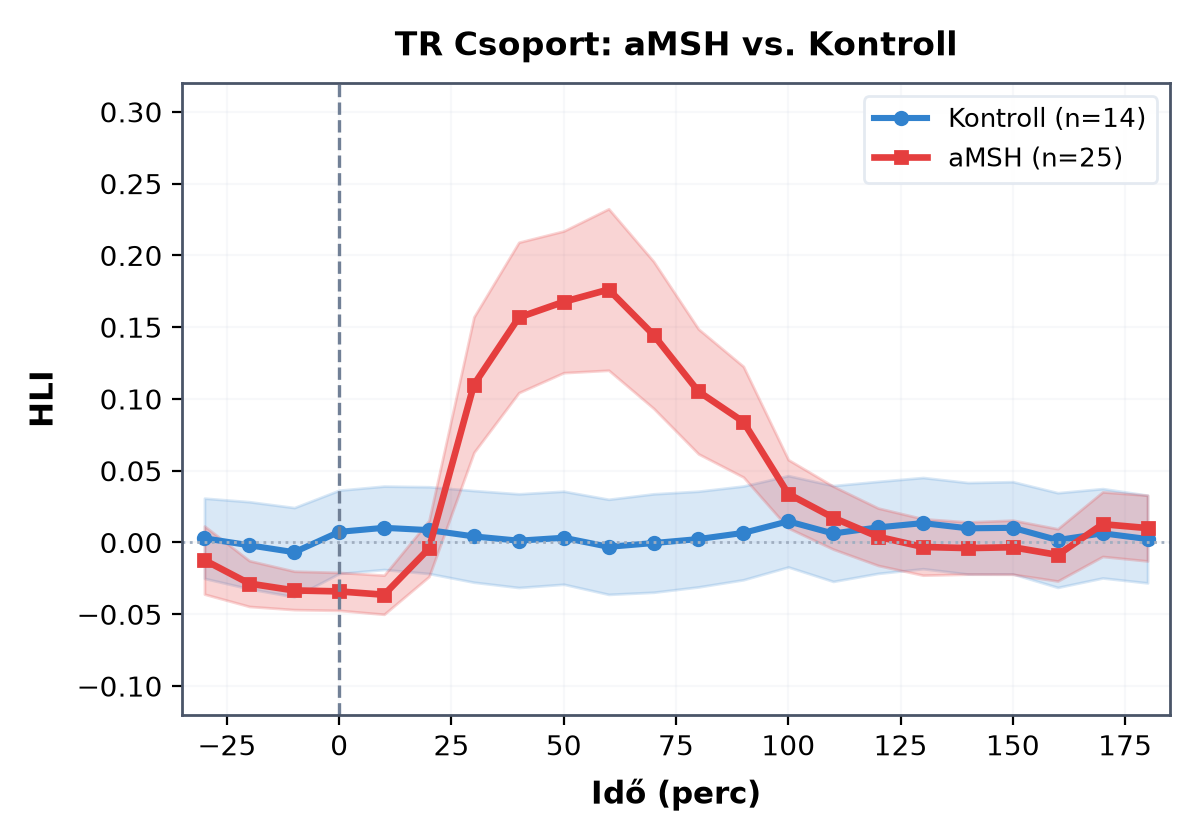 TR Csoport: aMSH vs. Kontroll
Kontroll (n=14)
aMSH (n=25)
HLI
0.30
0.25
0.20
0.15
0.10
0.05
0.00
−0.05
−0.10
−25 0 25 50 75 100 125 150 175
Idő (perc)